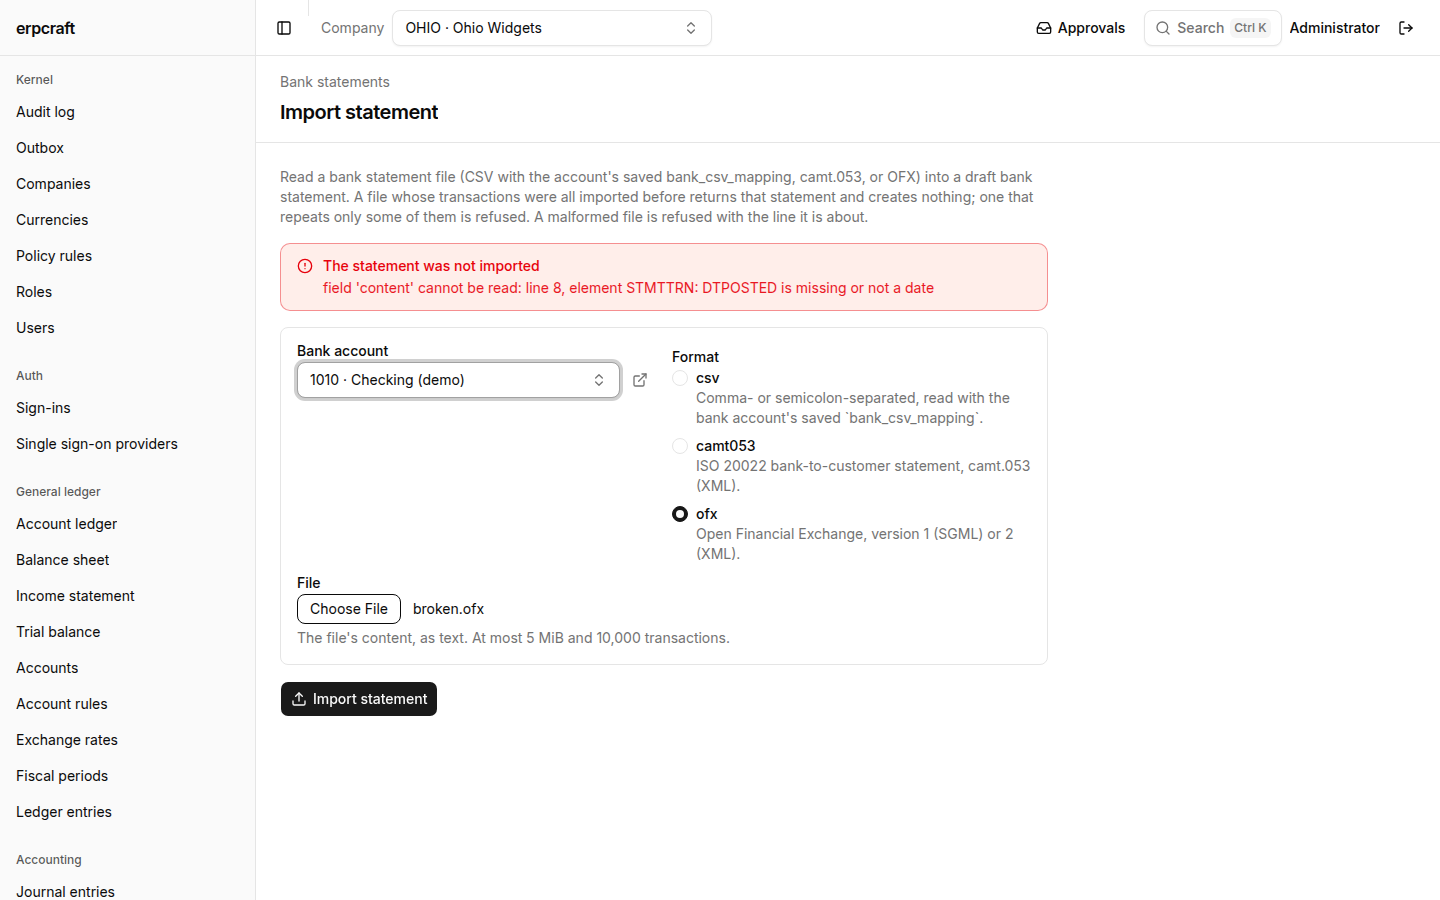 erpcraft
Company
OHIO · Ohio Widgets
Approvals
Search Ctrl K
Administrator
Kernel
Audit log
Outbox
Companies
Currencies
Policy rules
Roles
Users
Auth
Sign-ins
Single sign-on providers
General ledger
Account ledger
Balance sheet
Income statement
Trial balance
Accounts
Account rules
Exchange rates
Fiscal periods
Ledger entries
Accounting
Journal entries
Bank statements
Import statement
Read a bank statement file (CSV with the account's saved bank_csv_mapping, camt.053, or OFX) into a draft bank
statement. A file whose transactions were all imported before returns that statement and creates nothing; one that
repeats only some of them is refused. A malformed file is refused with the line it is about.
The statement was not imported
field 'content' cannot be read: line 8, element STMTTRN: DTPOSTED is missing or not a date
Bank account
1010 · Checking (demo)
Format
csv
Comma- or semicolon-separated, read with the
bank account's saved `bank_csv_mapping`.
camt053
ISO 20022 bank-to-customer statement, camt.053
(XML).
ofx
Open Financial Exchange, version 1 (SGML) or 2
(XML).
File
Choose File broken.ofx
The file's content, as text. At most 5 MiB and 10,000 transactions.
Import statement